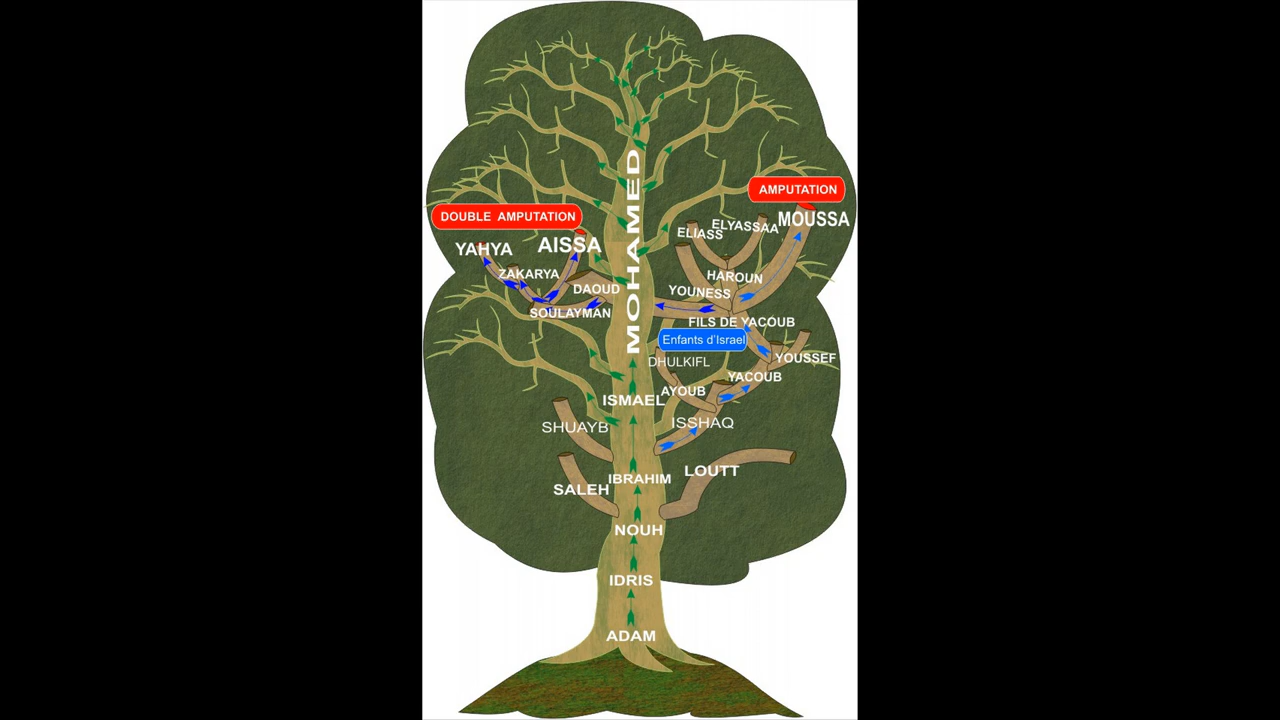 AMPUTATION
DOUBLE AMPUTATION
MOUSSA
ELYASSAA
ELIASS
YAHYA
AISSA
MOHAMED
ZAKARYA
HAROUN
DAOUD
YOUNESS
SOULAYMAN
FILS DE YACOUB
Enfants d'Israel
DHULKIFL
YOUSSEF
YACOUB
AYOUB
ISMAEL
SHUAYB
ISSHAQ
LOUTT
IBRAHIM
SALEH
NOUH
IDRIS
ADAM